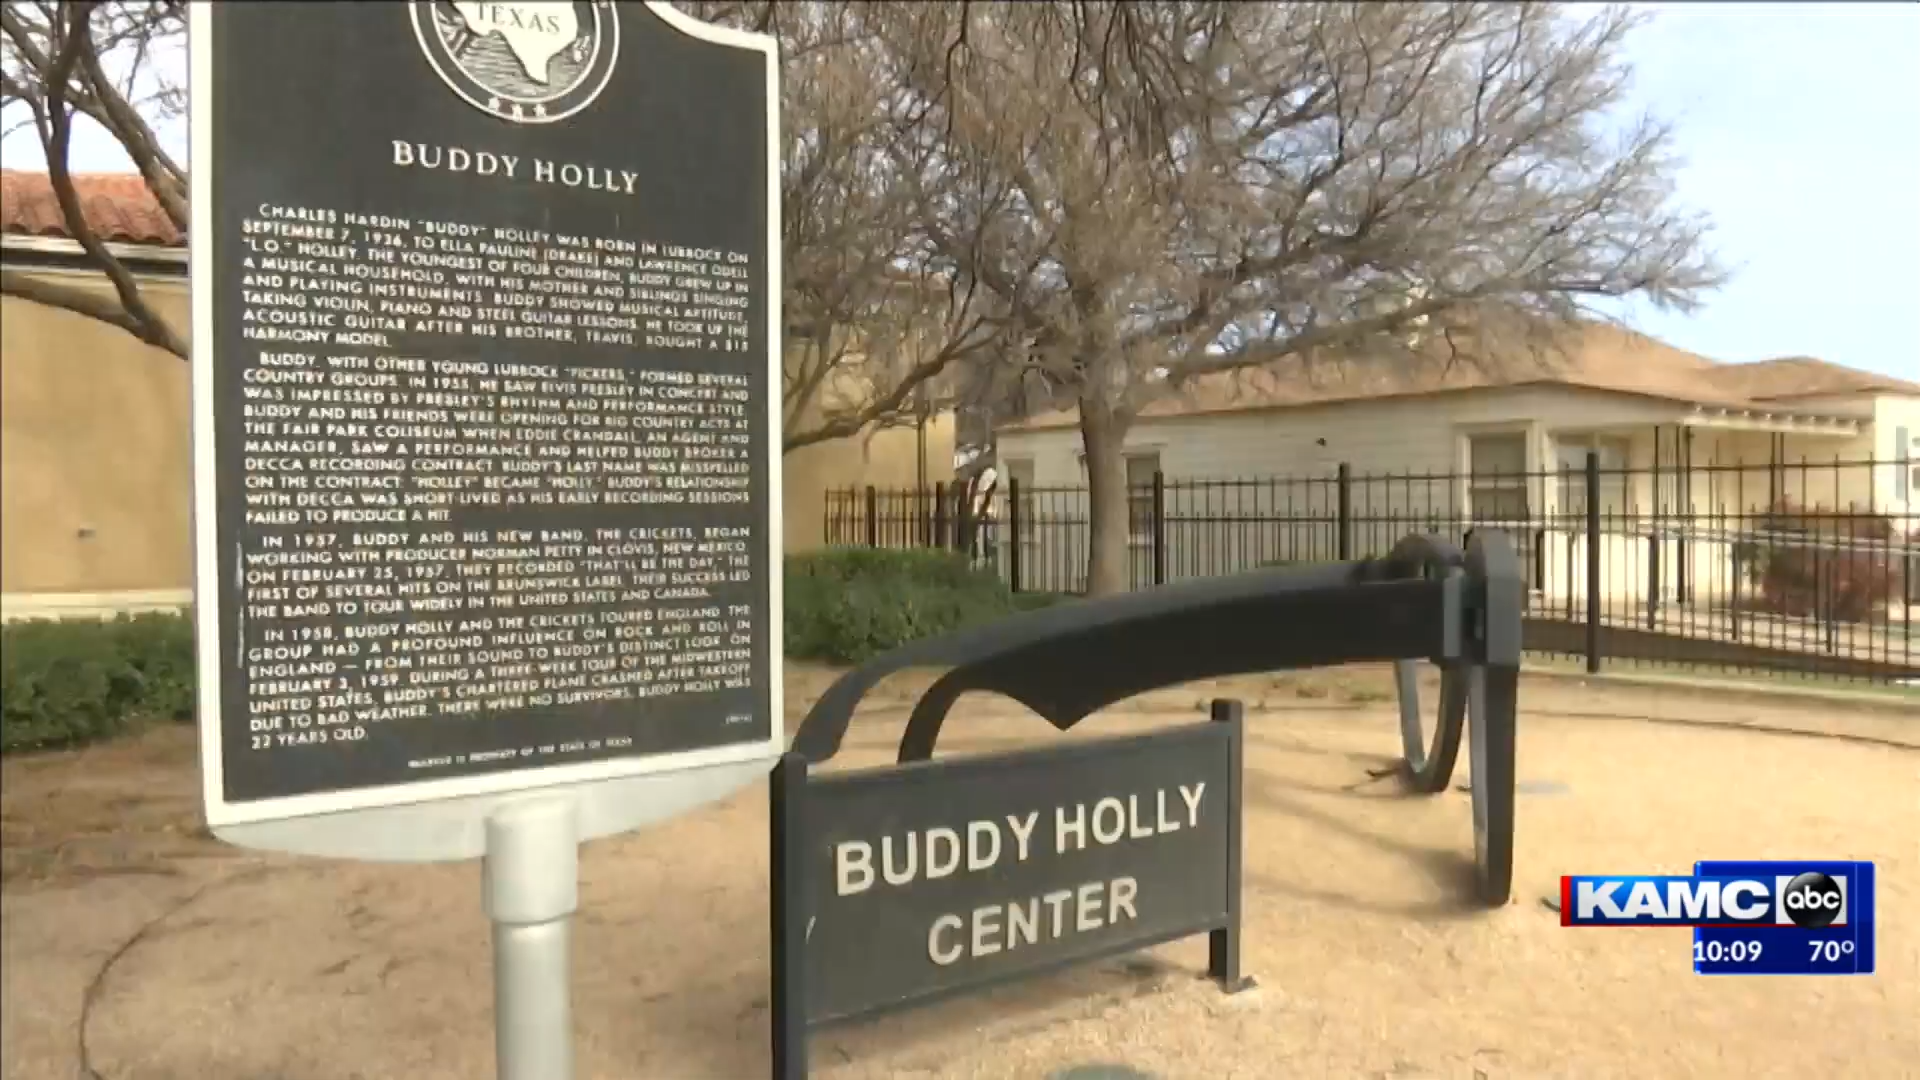 TEXAS
BUDDY HOLLY
CHARLES HARDIN "BUDDY" HOLLEY WAS BORN IN LUBBOCK ON
SEPTEMBER 7, 1936, TO ELLA PAULINE (DRAKE) AND LAWRENCE ODELL
"L.O." HOLLEY. THE YOUNGEST OF FOUR CHILDREN, BUDDY GREW UP IN
A MUSICAL HOUSEHOLD, WITH HIS MOTHER AND SIBLINGS SINGING
AND PLAYING INSTRUMENTS. BUDDY SHOWED MUSICAL APTITUDE,
TAKING VIOLIN, PIANO AND STEEL GUITAR LESSONS. HE TOOK UP THE
ACOUSTIC GUITAR AFTER HIS BROTHER, TRAVIS, BOUGHT A $15
HARMONY MODEL.
BUDDY, WITH OTHER YOUNG LUBBOCK "PICKERS," FORMED SEVERAL
COUNTRY GROUPS. IN 1955, HE SAW ELVIS PRESLEY IN CONCERT AND
WAS IMPRESSED BY PRESLEY'S RHYTHM AND PERFORMANCE STYLE.
BUDDY AND HIS FRIENDS WERE OPENING FOR BIG COUNTRY ACTS AT
THE FAIR PARK COLISEUM WHEN EDDIE CRANDALL, AN AGENT AND
MANAGER, SAW A PERFORMANCE AND HELPED BUDDY BROKER A
DECCA RECORDING CONTRACT. BUDDY'S LAST NAME WAS MISSPELLED
ON THE CONTRACT: "HOLLEY" BECAME "HOLLY." BUDDY'S RELATIONSHIP
WITH DECCA WAS SHORT-LIVED AS HIS EARLY RECORDING SESSIONS
FAILED TO PRODUCE A HIT.
IN 1957, BUDDY AND HIS NEW BAND, THE CRICKETS, BEGAN
WORKING WITH PRODUCER NORMAN PETTY IN CLOVIS, NEW MEXICO.
ON FEBRUARY 25, 1957, THEY RECORDED "THAT'LL BE THE DAY," THE
FIRST OF SEVERAL HITS ON THE BRUNSWICK LABEL. THEIR SUCCESS LED
THE BAND TO TOUR WIDELY IN THE UNITED STATES AND CANADA.
IN 1958, BUDDY HOLLY AND THE CRICKETS TOURED ENGLAND. THE
GROUP HAD A PROFOUND INFLUENCE ON ROCK AND ROLL IN
ENGLAND — FROM THEIR SOUND TO BUDDY'S DISTINCT LOOK. ON
FEBRUARY 3, 1959, DURING A THREE-WEEK TOUR OF THE MIDWESTERN
UNITED STATES, BUDDY'S CHARTERED PLANE CRASHED AFTER TAKEOFF
DUE TO BAD WEATHER. THERE WERE NO SURVIVORS. BUDDY HOLLY WAS
22 YEARS OLD.
MARKER IS PROPERTY OF THE STATE OF TEXAS
BUDDY HOLLY
CENTER
KAMC abc
10:09 70°